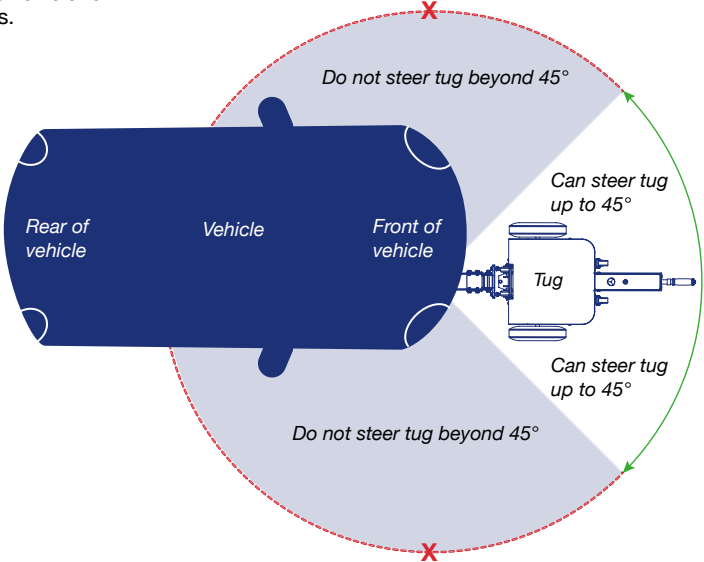 s.
Do not steer tug beyond 45°
Can steer tug
up to 45°
Rear of
vehicle
Vehicle
Front of
vehicle
Tug
Can steer tug
up to 45°
Do not steer tug beyond 45°